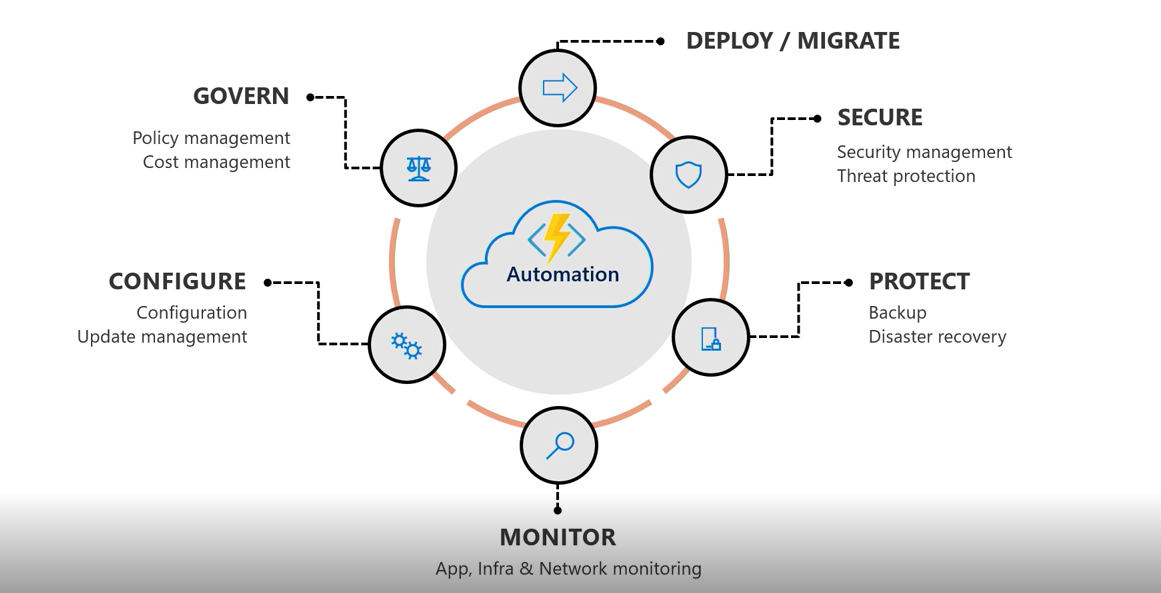 DEPLOY / MIGRATE
GOVERN
Policy management
Cost management
SECURE
Security management
Threat protection
Automation
CONFIGURE
Configuration
Update management
PROTECT
Backup
Disaster recovery
MONITOR
App, Infra & Network monitoring